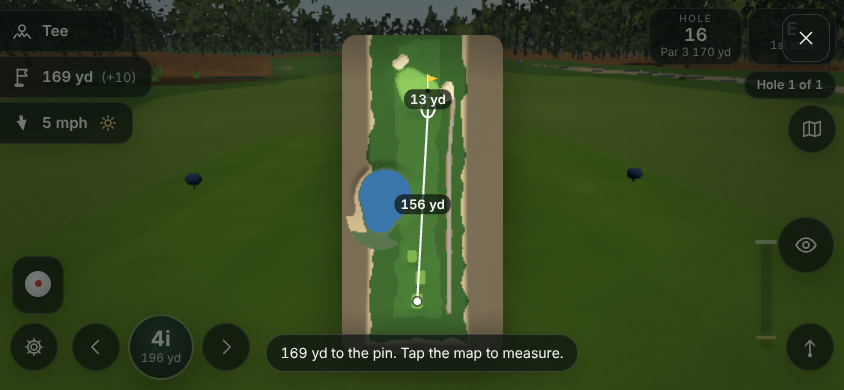 Tee
169 yd (+10)
5 mph
HOLE
16
Par 3 170 yd
E
Hole 1 of 1
13 yd
156 yd
4i
196 yd
169 yd to the pin. Tap the map to measure.